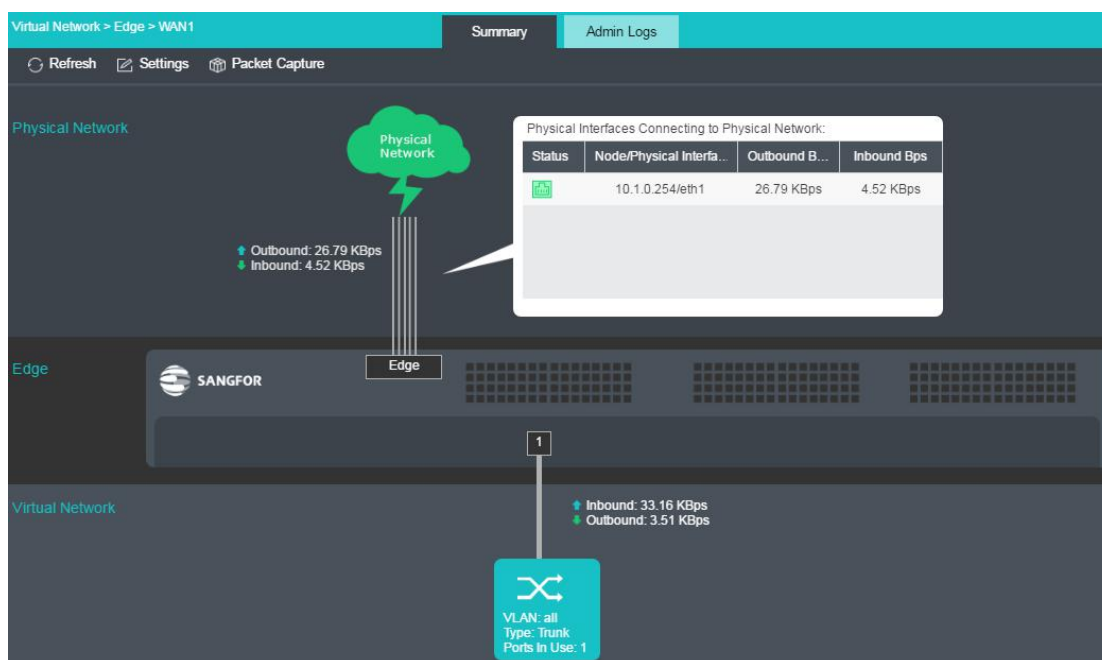 Virtual Network > Edge > WAN1
Summary
Admin Logs
Refresh
Settings
Packet Capture
Physical Network
Physical
Network
Physical Interfaces Connecting to Physical Network:
Status Node/Physical Interfa... Outbound B... Inbound Bps
10.1.0.254/eth1 26.79 KBps 4.52 KBps
Outbound: 26.79 KBps
Inbound: 4.52 KBps
Edge
SANGFOR
Edge
1
Virtual Network
Inbound: 33.16 KBps
Outbound: 3.51 KBps
VLAN: all
Type: Trunk
Ports In Use: 1